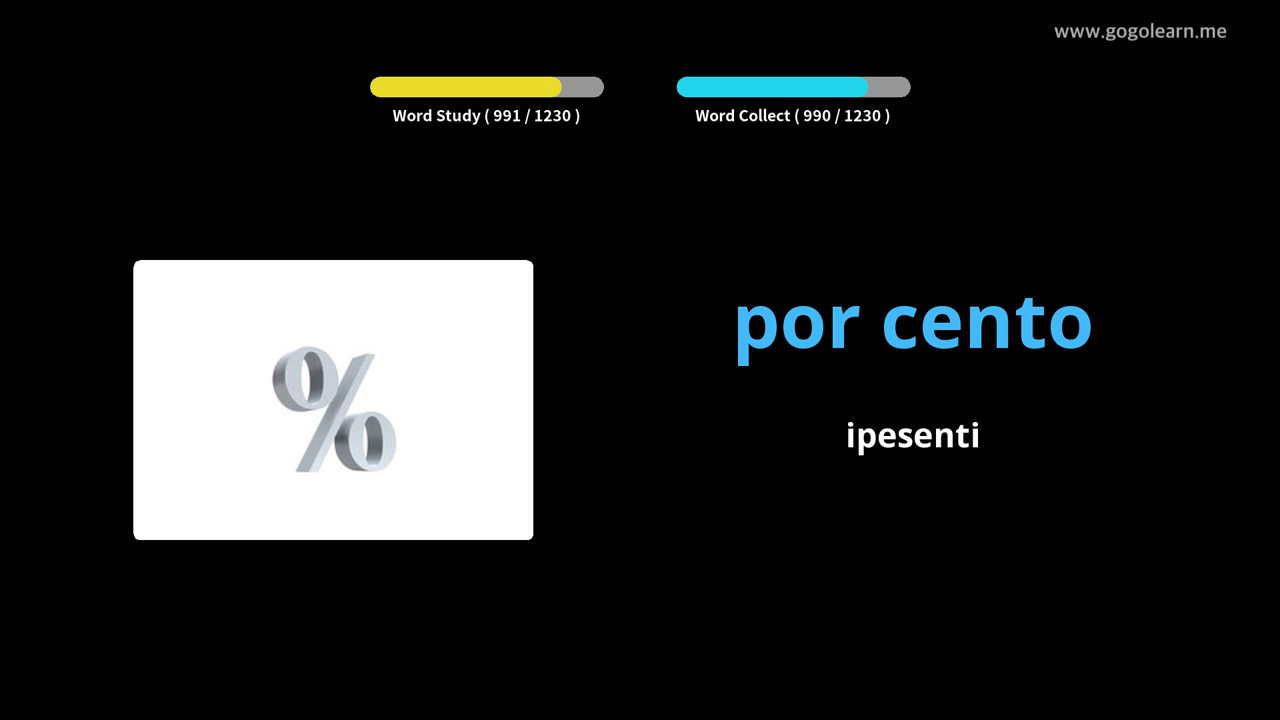 www.gogolearn.me
Word Study ( 991 / 1230 )
Word Collect ( 990 / 1230 )
%
por cento
ipesenti